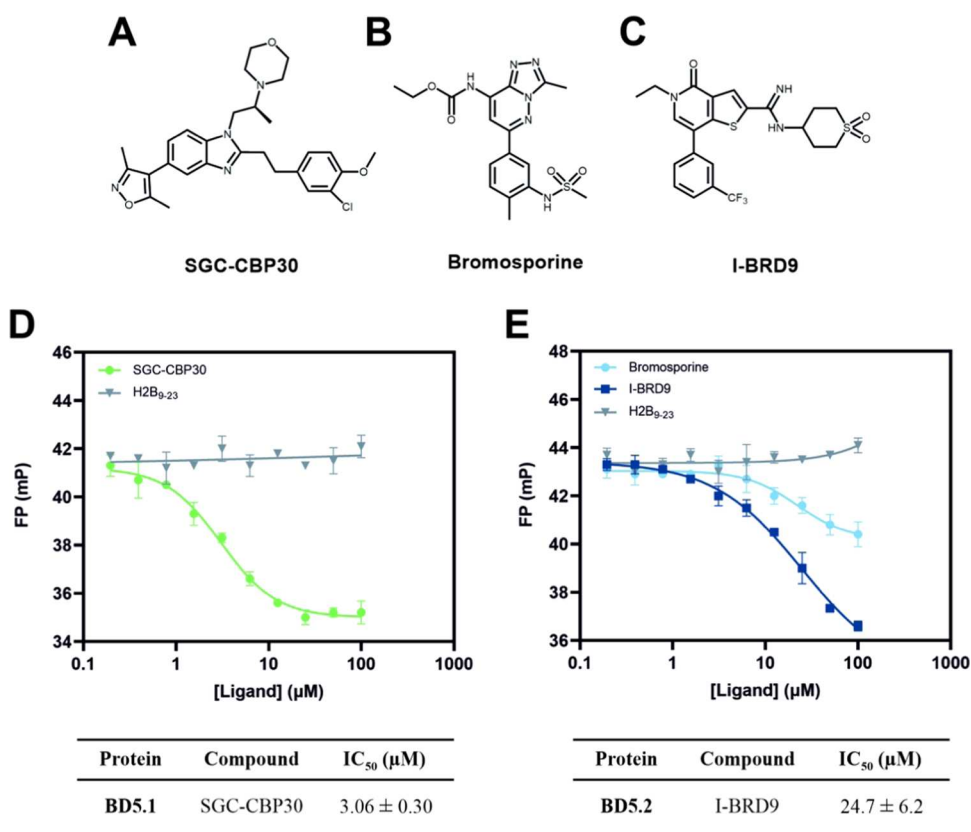 A
B
C
SGC-CBP30
Bromosporine
I-BRD9
D
46
44
42
40
38
36
34
FP (mP)
SGC-CBP30
H2B₉₋₂₃
0.1 1 10 100 1000
[Ligand] (µM)
E
48
46
44
42
40
38
36
FP (mP)
Bromosporine
I-BRD9
H2B₉₋₂₃
0.1 1 10 100 1000
[Ligand] (µM)
Protein Compound IC₅₀ (µM)
BD5.1 SGC-CBP30 3.06 ± 0.30
Protein Compound IC₅₀ (µM)
BD5.2 I-BRD9 24.7 ± 6.2